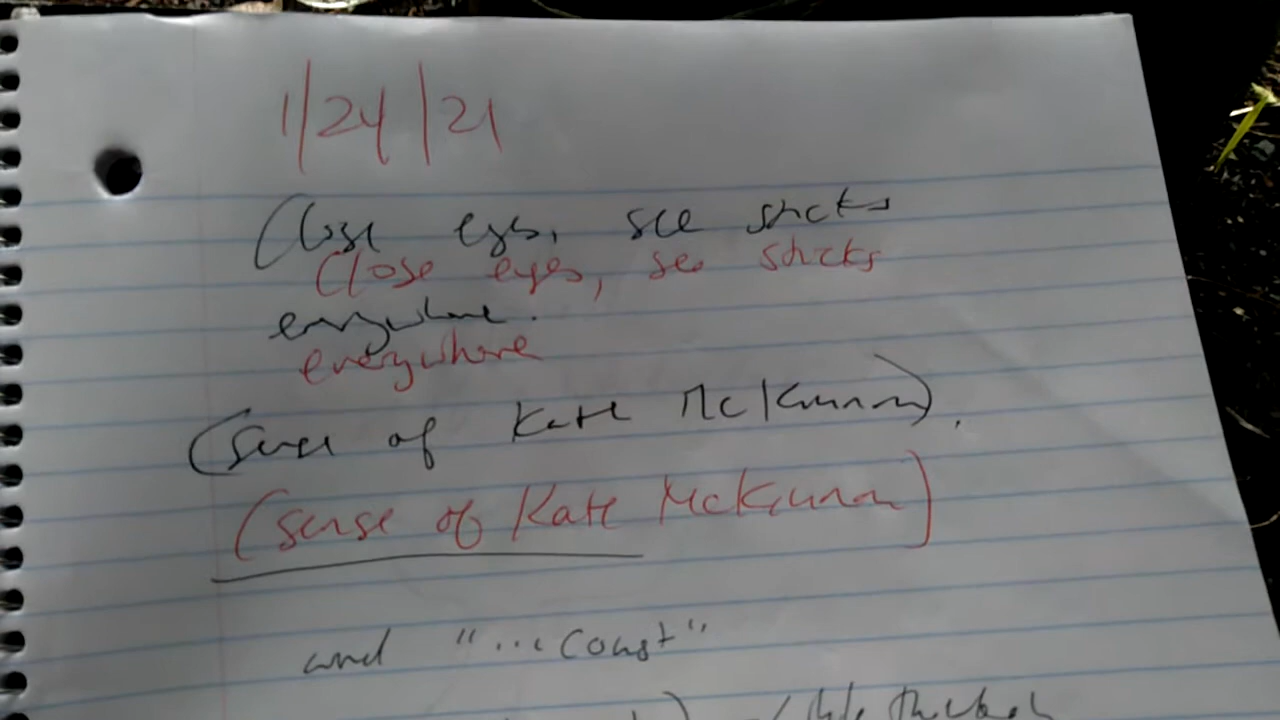 1/24/21
Close eyes, see sticks
Close eyes, see sticks
everywhere.
everywhere
(sense of Kate McKinnon).
(sense of Kate McKinnon)
and "...coast"